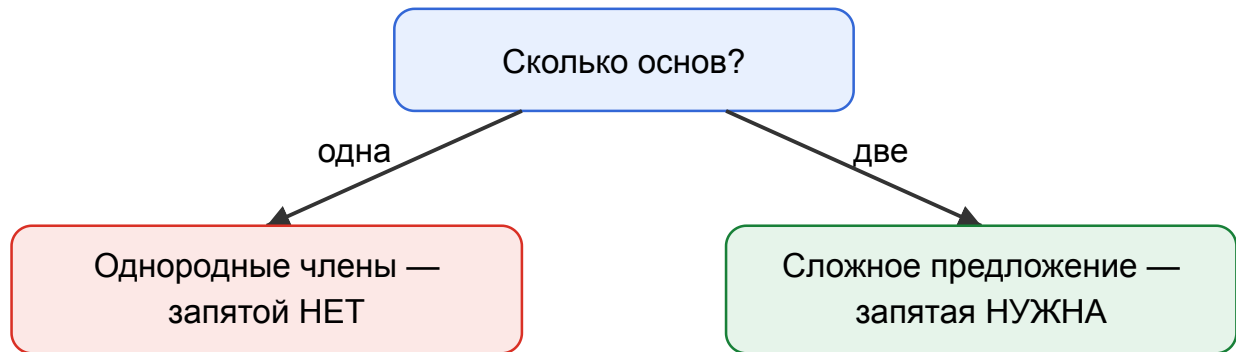 Сколько основ?
одна
две
Однородные члены —
запятой НЕТ
Сложное предложение —
запятая НУЖНА